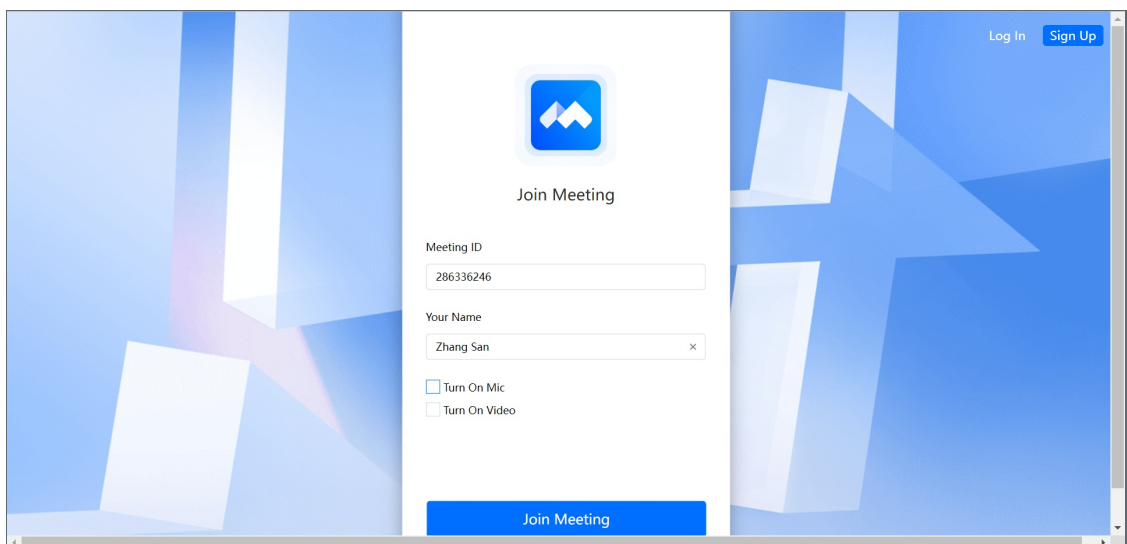 Log In Sign Up
Join Meeting
Meeting ID
286336246
Your Name
Zhang San
Turn On Mic
Turn On Video
Join Meeting